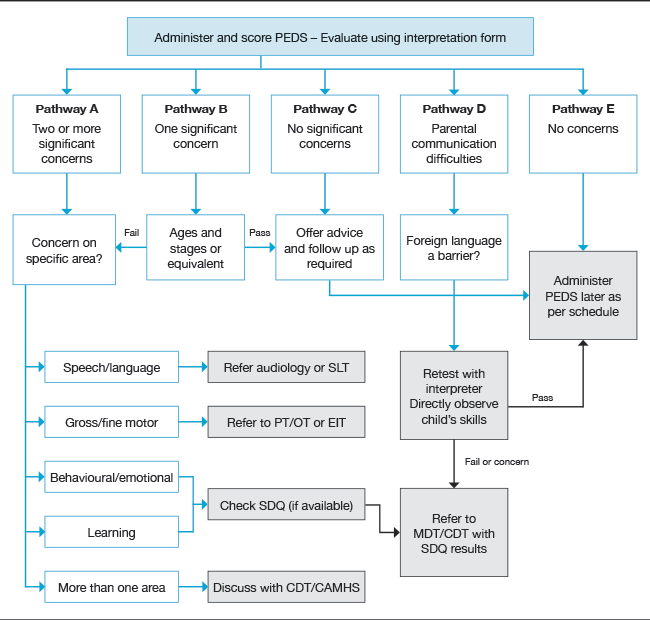 Administer and score PEDS – Evaluate using interpretation form
Pathway A
Two or more
significant
concerns
Pathway B
One significant
concern
Pathway C
No significant
concerns
Pathway D
Parental
communication
difficulties
Pathway E
No concerns
Concern on
specific area?
Fail
Ages and
stages or
equivalent
Pass
Offer advice
and follow up as
required
Foreign language
a barrier?
Administer
PEDS later as
per schedule
Speech/language
Refer audiology or SLT
Retest with
interpreter
Directly observe
child's skills
Pass
Gross/fine motor
Refer to PT/OT or EIT
Fail or concern
Behavioural/emotional
Learning
Check SDQ (if available)
Refer to
MDT/CDT with
SDQ results
More than one area
Discuss with CDT/CAMHS